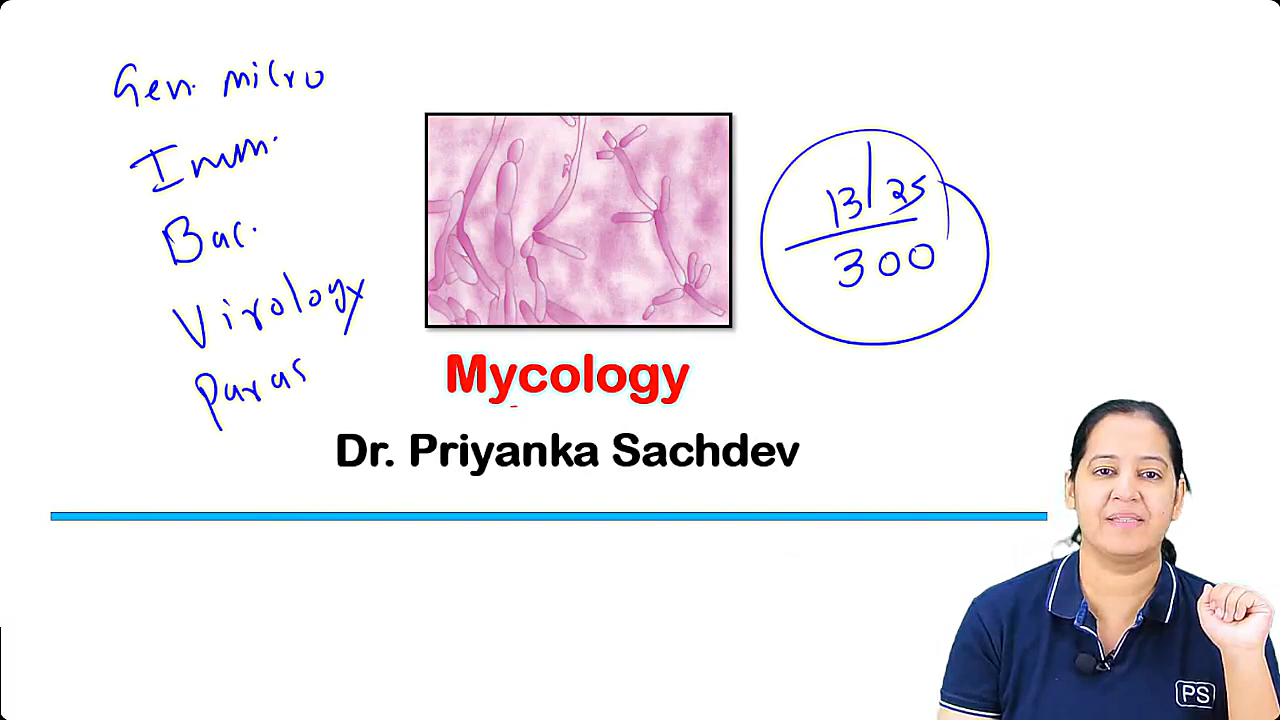 Gen. micro
Imm.
Bac.
Virology
Paras
13/25
300
Mycology
Dr. Priyanka Sachdev
PS